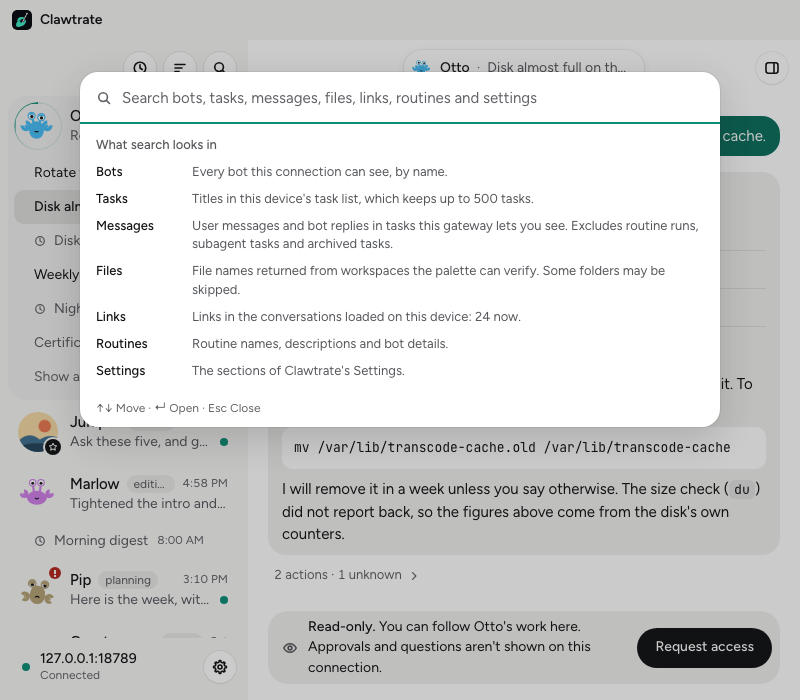 Clawtrate
Otto · Disk almost full on th...
Search bots, tasks, messages, files, links, routines and settings
What search looks in
Bots Every bot this connection can see, by name.
Tasks Titles in this device's task list, which keeps up to 500 tasks.
Messages User messages and bot replies in tasks this gateway lets you see. Excludes routine runs,
subagent tasks and archived tasks.
Files File names returned from workspaces the palette can verify. Some folders may be
skipped.
Links Links in the conversations loaded on this device: 24 now.
Routines Routine names, descriptions and bot details.
Settings The sections of Clawtrate's Settings.
↑↓ Move · ↵ Open · Esc Close
Rotate
Disk
Weekly
Ask these five, and g...
Marlow editi... 4:58 PM
Tightened the intro and...
Morning digest 8:00 AM
Pip planning 3:10 PM
Here is the week, wit...
127.0.0.1:18789
Connected
cache.
it. To
mv /var/lib/transcode-cache.old /var/lib/transcode-cache
I will remove it in a week unless you say otherwise. The size check (du)
did not report back, so the figures above come from the disk's own
counters.
2 actions · 1 unknown
Read-only. You can follow Otto's work here.
Approvals and questions aren't shown on this
connection.
Request access